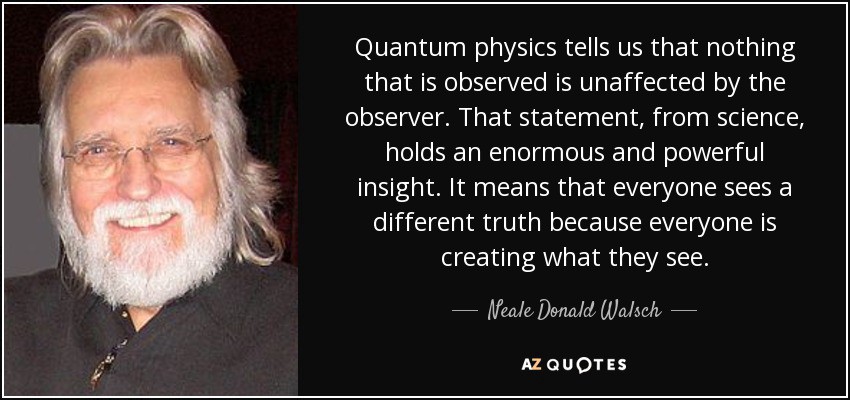 Quantum physics tells us that nothing
that is observed is unaffected by the
observer. That statement, from science,
holds an enormous and powerful
insight. It means that everyone sees a
different truth because everyone is
creating what they see.
Neale Donald Walsch
AZ QUOTES